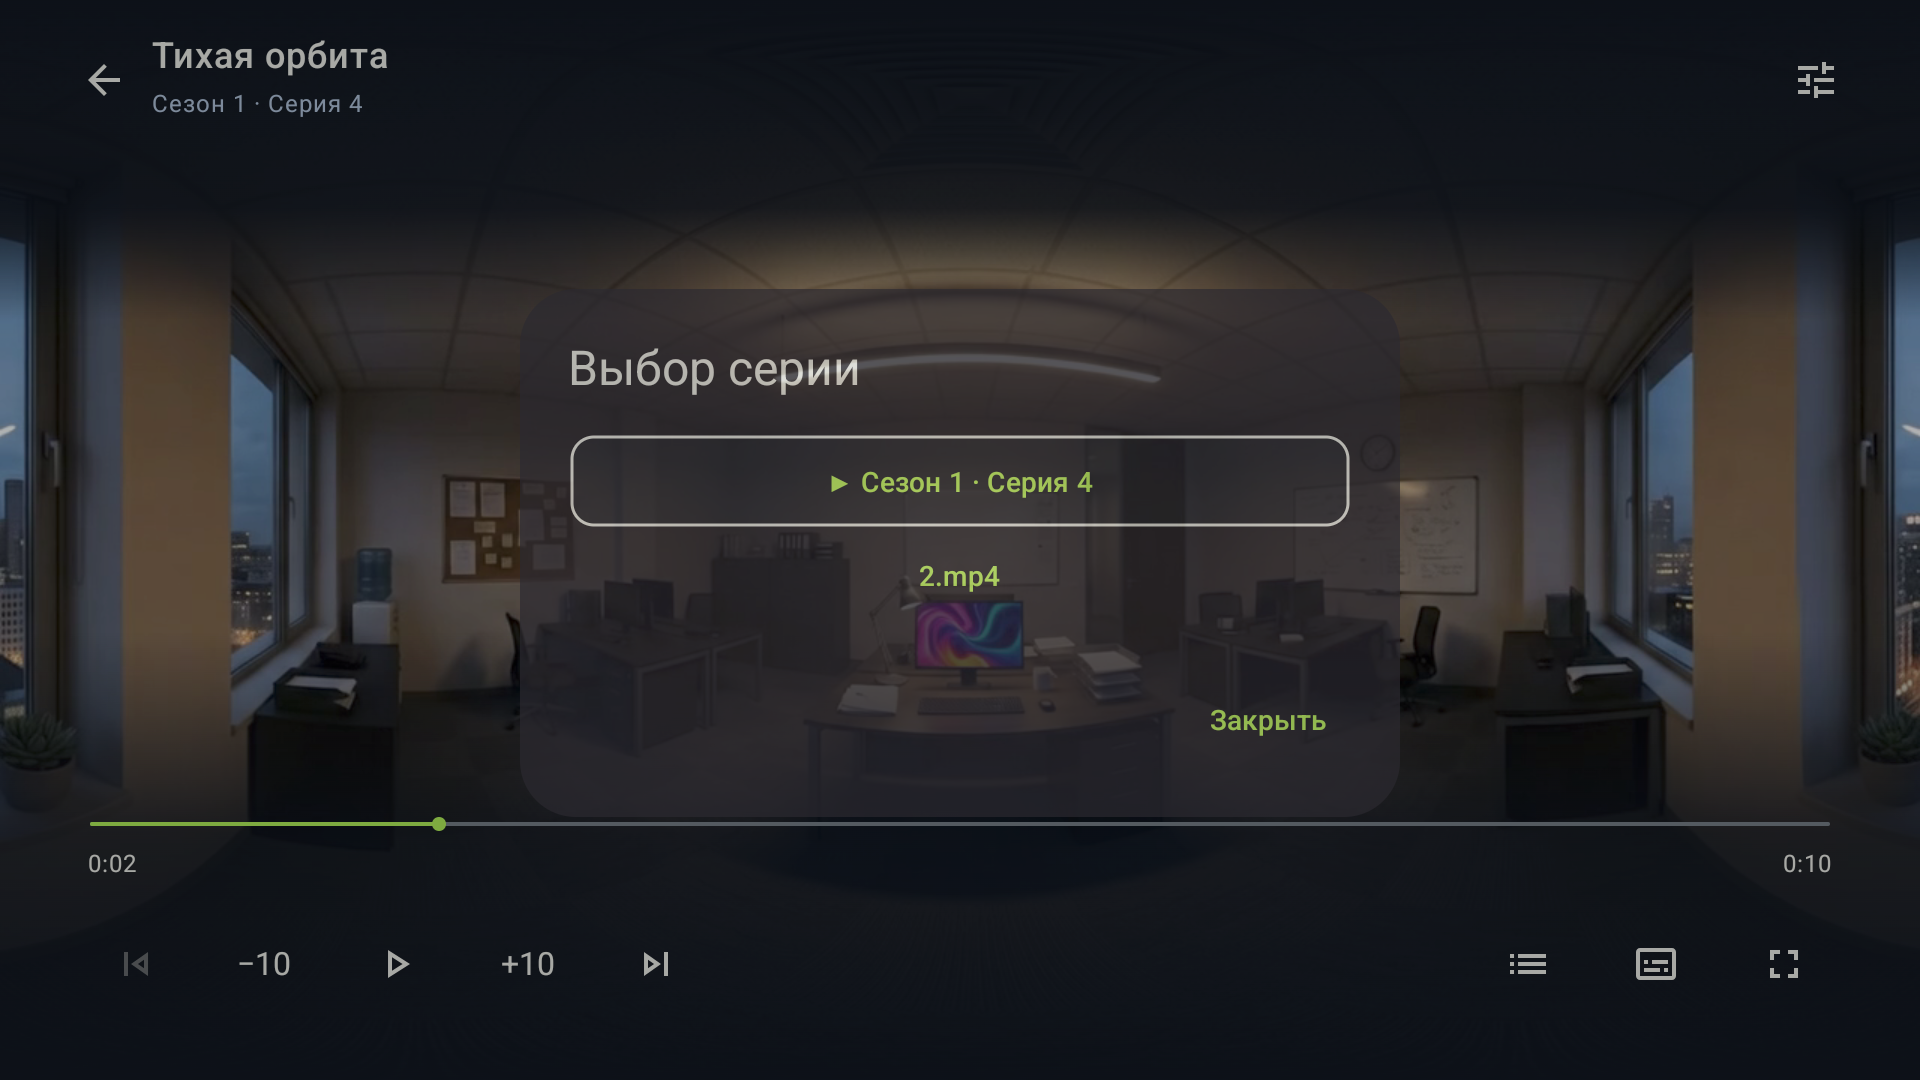 Тихая орбита
Сезон 1 · Серия 4
Выбор серии
► Сезон 1 · Серия 4
2.mp4
Закрыть
0:02
0:10
−10
+10